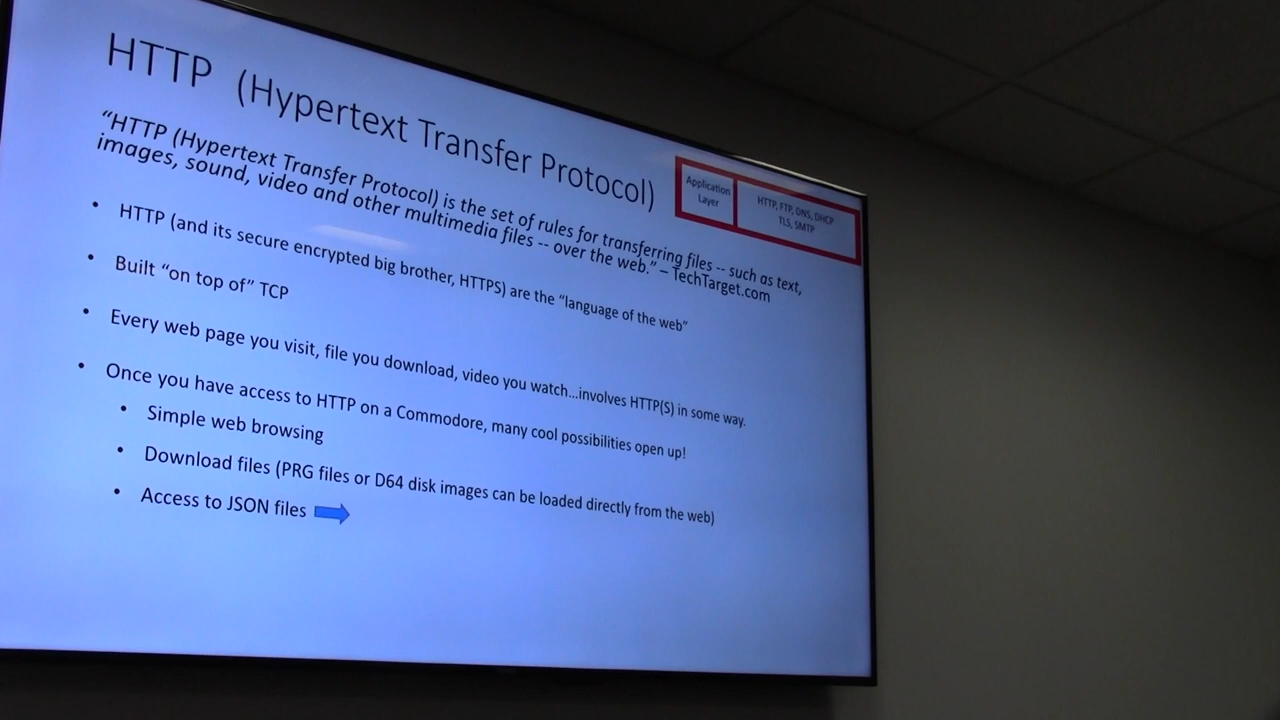 HTTP (Hypertext Transfer Protocol)
Application
Layer
HTTP, FTP, DNS, DHCP
TLS, SMTP
“HTTP (Hypertext Transfer Protocol) is the set of rules for transferring files -- such as text,
images, sound, video and other multimedia files -- over the web.” – TechTarget.com
• HTTP (and its secure encrypted big brother, HTTPS) are the “language of the web”
• Built “on top of” TCP
• Every web page you visit, file you download, video you watch...involves HTTP(S) in some way.
• Once you have access to HTTP on a Commodore, many cool possibilities open up!
• Simple web browsing
• Download files (PRG files or D64 disk images can be loaded directly from the web)
• Access to JSON files